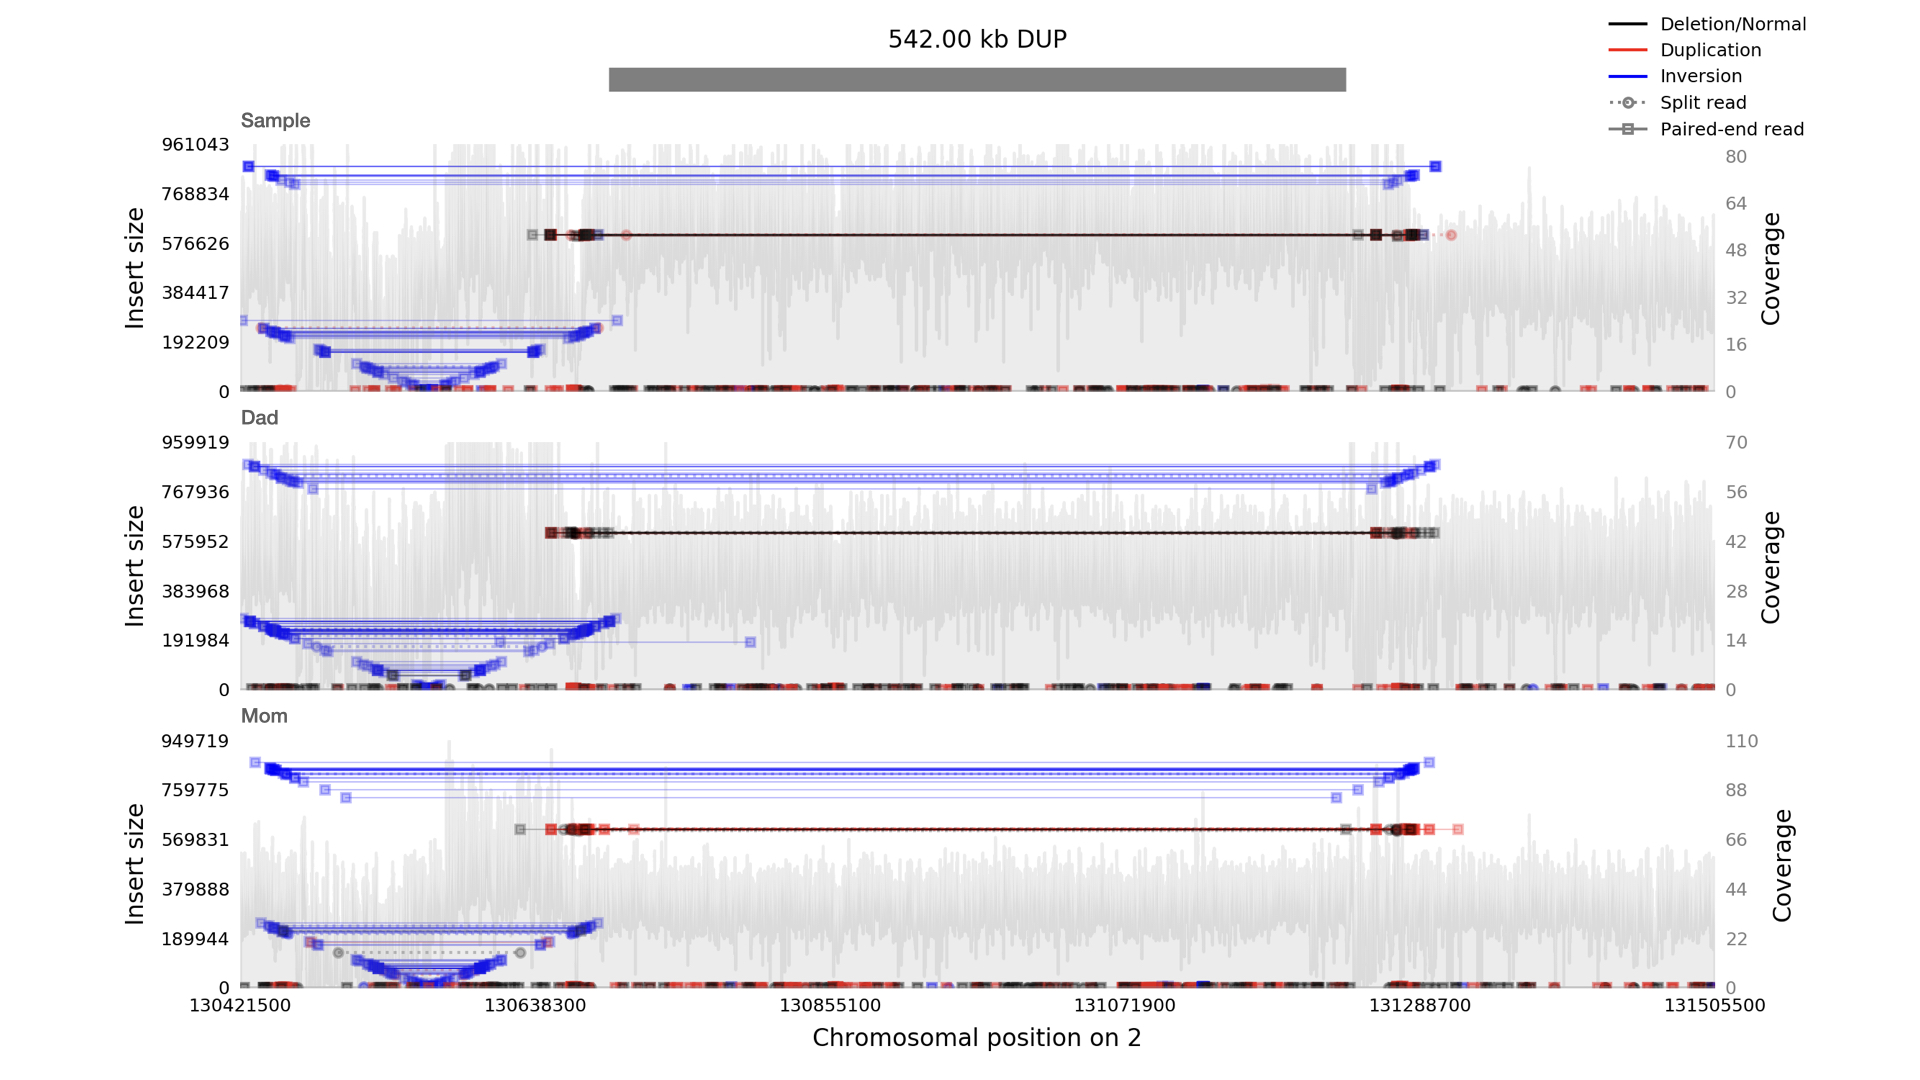 542.00 kb DUP
Deletion/Normal
Duplication
Inversion
Split read
Paired-end read
Sample
961043
768834
576626
384417
192209
0
Insert size
80
64
48
32
16
0
Coverage
Dad
959919
767936
575952
383968
191984
0
Insert size
70
56
42
28
14
0
Coverage
Mom
949719
759775
569831
379888
189944
0
Insert size
110
88
66
44
22
0
Coverage
130421500 130638300 130855100 131071900 131288700 131505500
Chromosomal position on 2